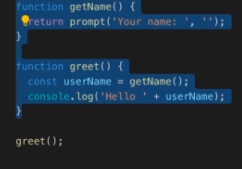 function getName() {
return prompt('Your name: ', '');
}
function greet() {
const userName = getName();
console.log('Hello ' + userName);
}
greet();